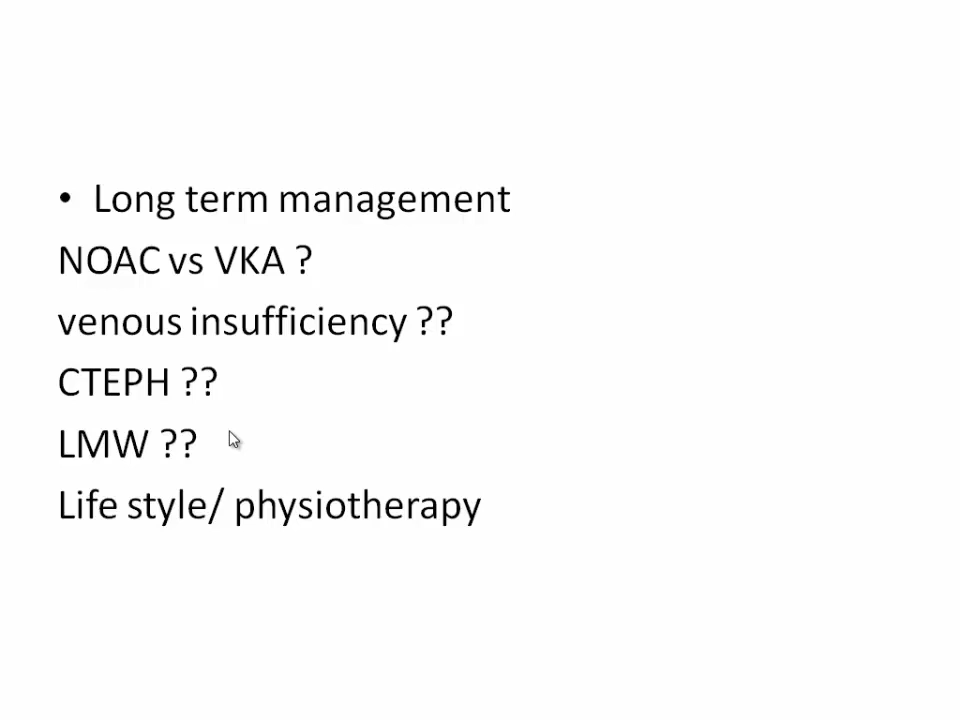 • Long term management
NOAC vs VKA ?
venous insufficiency ??
CTEPH ??
LMW ??
Life style/ physiotherapy